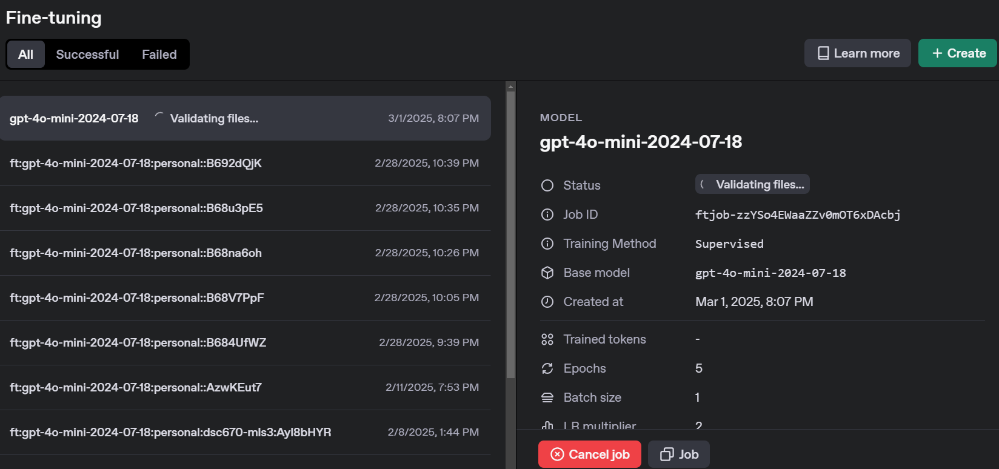 Fine-tuning
All Successful Failed
Learn more
+ Create
gpt-4o-mini-2024-07-18 Validating files... 3/1/2025, 8:07 PM
ft:gpt-4o-mini-2024-07-18:personal::B692dQjK 2/28/2025, 10:39 PM
ft:gpt-4o-mini-2024-07-18:personal::B68u3pE5 2/28/2025, 10:35 PM
ft:gpt-4o-mini-2024-07-18:personal::B68na6oh 2/28/2025, 10:26 PM
ft:gpt-4o-mini-2024-07-18:personal::B68V7PpF 2/28/2025, 10:05 PM
ft:gpt-4o-mini-2024-07-18:personal::B684UfWZ 2/28/2025, 9:39 PM
ft:gpt-4o-mini-2024-07-18:personal::AzwKEut7 2/11/2025, 7:53 PM
ft:gpt-4o-mini-2024-07-18:personal:dsc670-mls3:Ayl8bHYR 2/8/2025, 1:44 PM
MODEL
gpt-4o-mini-2024-07-18
Status Validating files...
Job ID ftjob-zzYSo4EWaaZZv0mOT6xDAcbj
Training Method Supervised
Base model gpt-4o-mini-2024-07-18
Created at Mar 1, 2025, 8:07 PM
Trained tokens -
Epochs 5
Batch size 1
LR multiplier 2
Cancel job Job